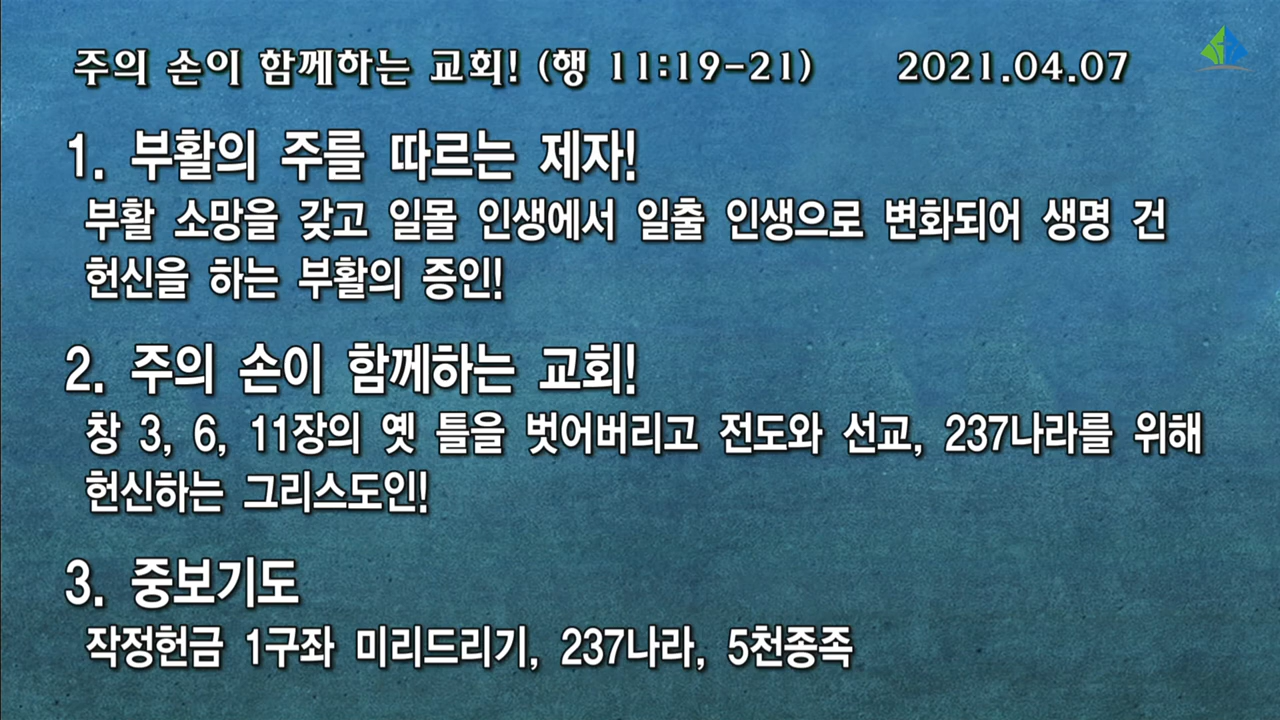 주의 손이 함께하는 교회! (행 11:19-21) 2021.04.07
1. 부활의 주를 따르는 제자!
부활 소망을 갖고 일몰 인생에서 일출 인생으로 변화되어 생명 건
헌신을 하는 부활의 증인!
2. 주의 손이 함께하는 교회!
창 3, 6, 11장의 옛 틀을 벗어버리고 전도와 선교, 237나라를 위해
헌신하는 그리스도인!
3. 중보기도
작정헌금 1구좌 미리드리기, 237나라, 5천종족